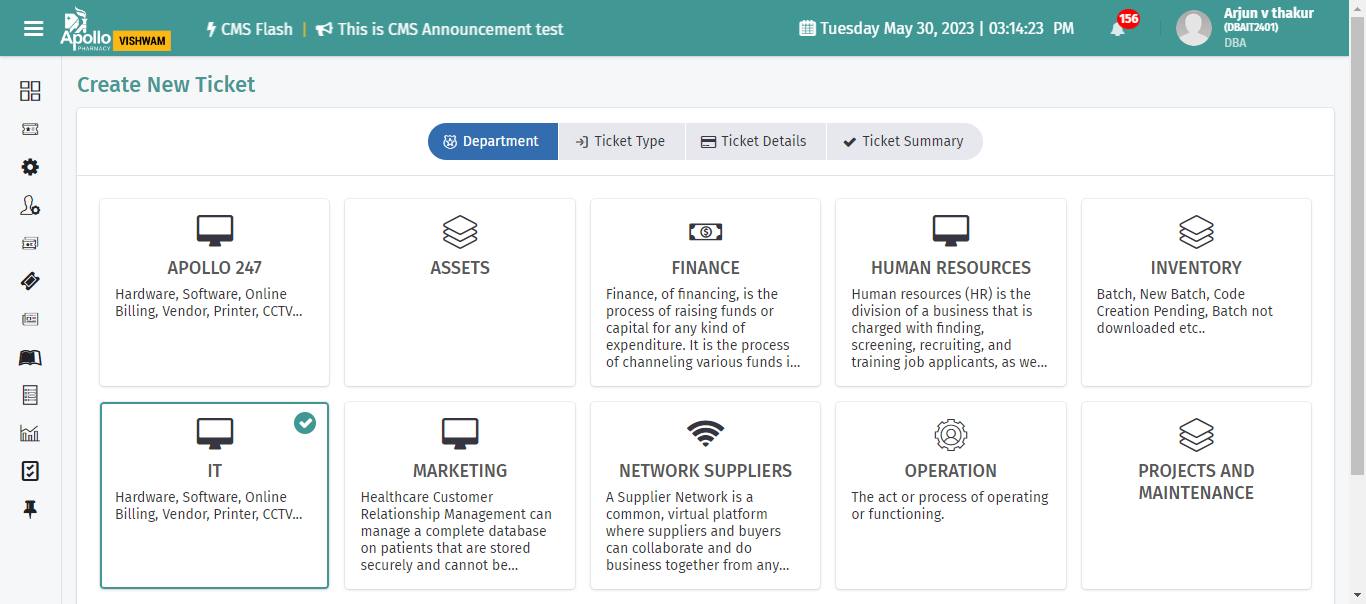 Apollo
PHARMACY
VISHWAM
CMS Flash
This is CMS Announcement test
Tuesday May 30, 2023 | 03:14:23 PM
156
Arjun v thakur
(DBAIT2401)
DBA
Create New Ticket
Department
Ticket Type
Ticket Details
Ticket Summary
APOLLO 247
Hardware, Software, Online
Billing, Vendor, Printer, CCTV...
ASSETS
FINANCE
Finance, of financing, is the
process of raising funds or
capital for any kind of
expenditure. It is the process
of channeling various funds i...
HUMAN RESOURCES
Human resources (HR) is the
division of a business that is
charged with finding,
screening, recruiting, and
training job applicants, as we...
INVENTORY
Batch, New Batch, Code
Creation Pending, Batch not
downloaded etc..
IT
Hardware, Software, Online
Billing, Vendor, Printer, CCTV...
MARKETING
Healthcare Customer
Relationship Management can
manage a complete database
on patients that are stored
securely and cannot be...
NETWORK SUPPLIERS
A Supplier Network is a
common, virtual platform
where suppliers and buyers
can collaborate and do
business together from any...
OPERATION
The act or process of operating
or functioning.
PROJECTS AND
MAINTENANCE